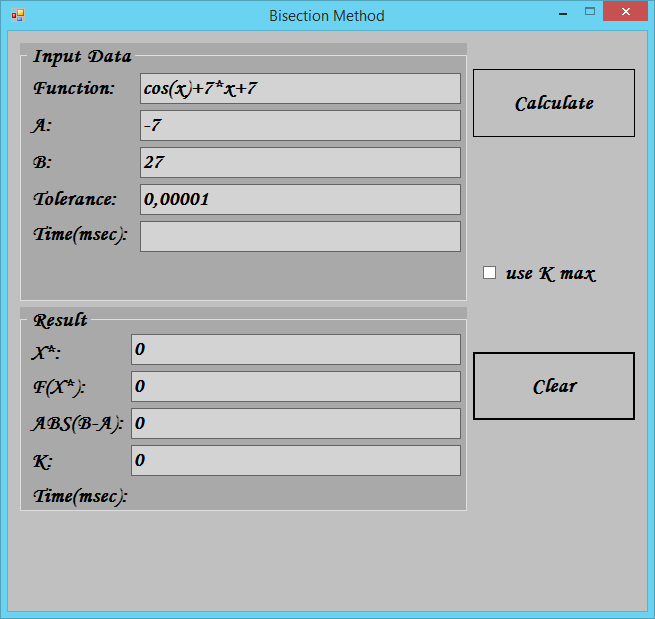 Bisection Method
Input Data
Function: cos(x)+7*x+7
A: -7
B: 27
Tolerance: 0,00001
Time(msec):
Calculate
use K max
Result
X*: 0
F(X*): 0
ABS(B-A): 0
K: 0
Time(msec):
Clear